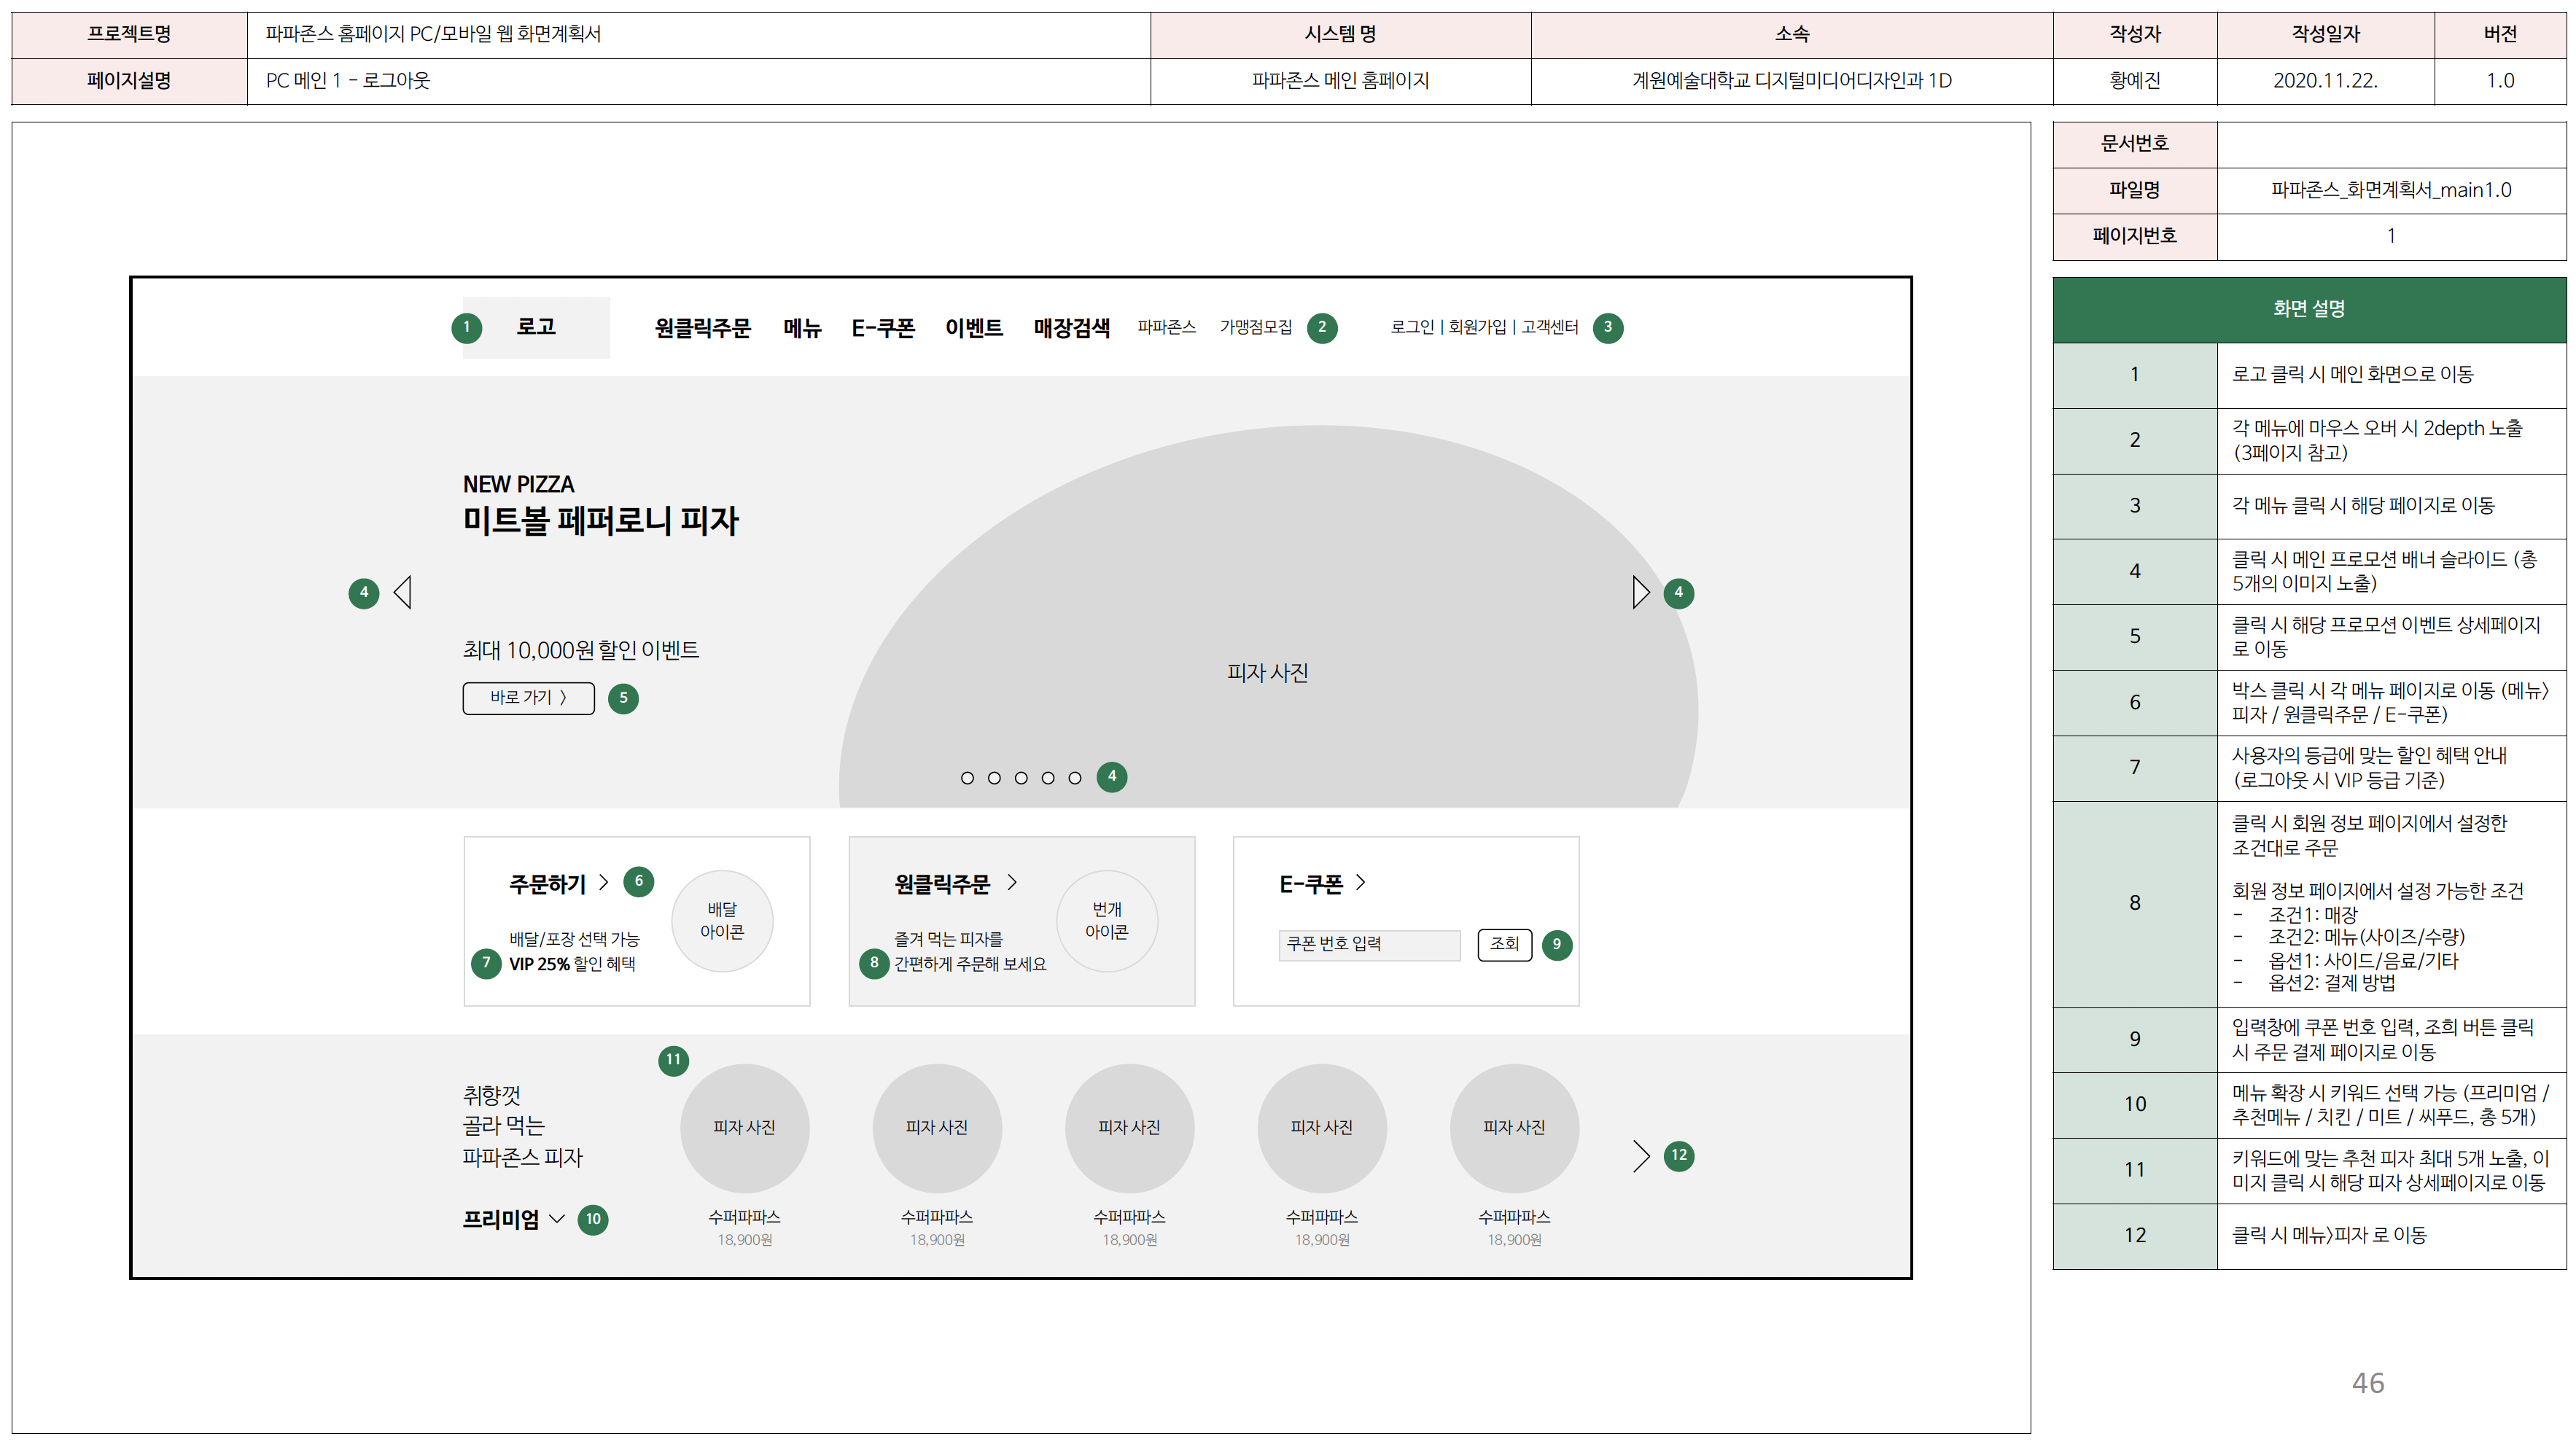 프로젝트명 파파존스 홈페이지 PC/모바일 웹 화면계획서 시스템 명 소속 작성자 작성일자 버전
페이지설명 PC 메인 1 - 로그아웃 파파존스 메인 홈페이지 계원예술대학교 디지털미디어디자인과 1D 황예진 2020.11.22. 1.0
문서번호
파일명 파파존스_화면계획서_main1.0
페이지번호 1
1 로고 원클릭주문 메뉴 E-쿠폰 이벤트 매장검색 파파존스 가맹점모집 2 로그인 | 회원가입 | 고객센터 3
NEW PIZZA
미트볼 페퍼로니 피자
4 4
최대 10,000원 할인 이벤트
피자 사진
바로 가기 〉 5
4
주문하기 > 6
배달
아이콘
배달/포장 선택 가능
7 VIP 25% 할인 혜택
원클릭주문 >
번개
아이콘
즐겨 먹는 피자를
8 간편하게 주문해 보세요
E-쿠폰 >
쿠폰 번호 입력 조회 9
취향껏
골라 먹는
파파존스 피자
프리미엄 10
11
피자 사진 피자 사진 피자 사진 피자 사진 피자 사진
12
수퍼파파스 수퍼파파스 수퍼파파스 수퍼파파스 수퍼파파스
18,900원 18,900원 18,900원 18,900원 18,900원
화면 설명
1 로고 클릭 시 메인 화면으로 이동
2 각 메뉴에 마우스 오버 시 2depth 노출
(3페이지 참고)
3 각 메뉴 클릭 시 해당 페이지로 이동
4 클릭 시 메인 프로모션 배너 슬라이드 (총
5개의 이미지 노출)
5 클릭 시 해당 프로모션 이벤트 상세페이지
로 이동
6 박스 클릭 시 각 메뉴 페이지로 이동 (메뉴〉
피자 / 원클릭주문 / E-쿠폰)
7 사용자의 등급에 맞는 할인 혜택 안내
(로그아웃 시 VIP 등급 기준)
8 클릭 시 회원 정보 페이지에서 설정한
조건대로 주문
회원 정보 페이지에서 설정 가능한 조건
- 조건1: 매장
- 조건2: 메뉴(사이즈/수량)
- 옵션1: 사이드/음료/기타
- 옵션2: 결제 방법
9 입력창에 쿠폰 번호 입력, 조희 버튼 클릭
시 주문 결제 페이지로 이동
10 메뉴 확장 시 키워드 선택 가능 (프리미엄 /
추천메뉴 / 치킨 / 미트 / 씨푸드, 총 5개)
11 키워드에 맞는 추천 피자 최대 5개 노출, 이
미지 클릭 시 해당 피자 상세페이지로 이동
12 클릭 시 메뉴〉피자 로 이동
46